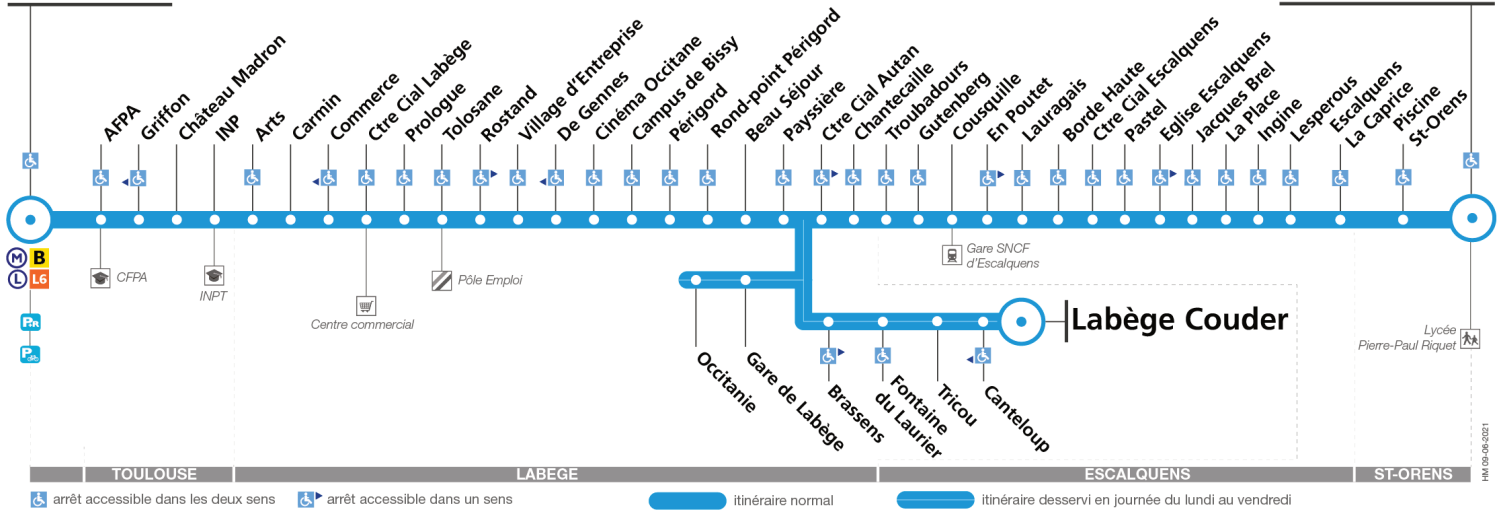 AFPA
Griffon
Château Madron
INP
Arts
Carmin
Commerce
Ctre Cial Labège
Prologue
Tolosane
Rostand
Village d'Entreprise
De Gennes
Cinéma Occitane
Campus de Bissy
Périgord
Rond-point Périgord
Beau Séjour
Payssière
Ctre Cial Autan
Chantecaille
Troubadours
Gutenberg
Cousquille
En Poutet
Lauragais
Borde Haute
Ctre Cial Escalquens
Pastel
Eglise Escalquens
Jacques Brel
La Place
Ingine
Lesperous
Escalquens
La Caprice
Piscine
St-Orens
M B
L L6
P+R
P
CFPA
INPT
Centre commercial
Pôle Emploi
Gare SNCF
d'Escalquens
Lycée
Pierre-Paul Riquet
Labège Couder
Occitanie
Gare de Labège
Brassens
Fontaine
du Laurier
Tricou
Canteloup
TOULOUSE
LABEGE
ESCALQUENS
ST-ORENS
HM 09-06-2021
arrêt accessible dans les deux sens
arrêt accessible dans un sens
itinéraire normal
itinéraire desservi en journée du lundi au vendredi